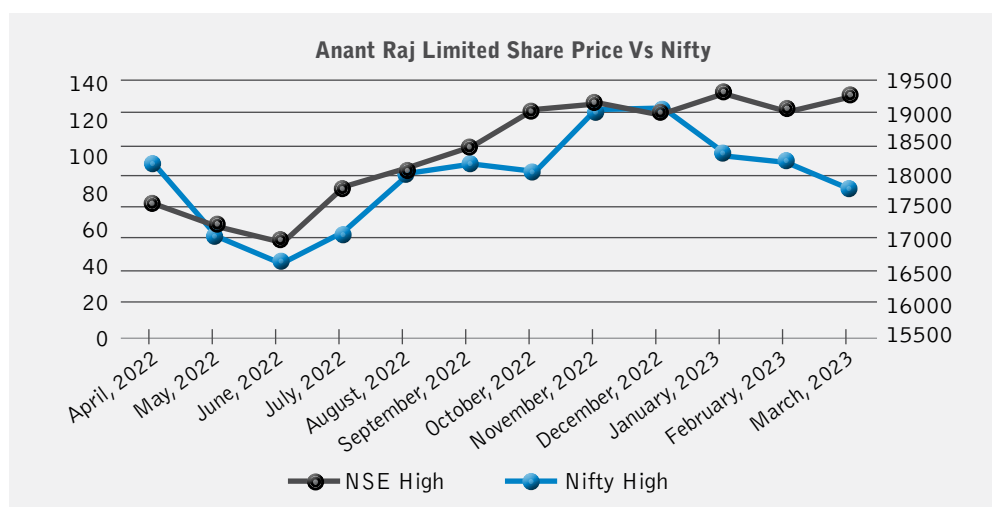 Anant Raj Limited Share Price Vs Nifty
140
120
100
80
60
40
20
0
19500
19000
18500
18000
17500
17000
16500
16000
15500
April, 2022
May, 2022
June, 2022
July, 2022
August, 2022
September, 2022
October, 2022
November, 2022
December, 2022
January, 2023
February, 2023
March, 2023
NSE High
Nifty High